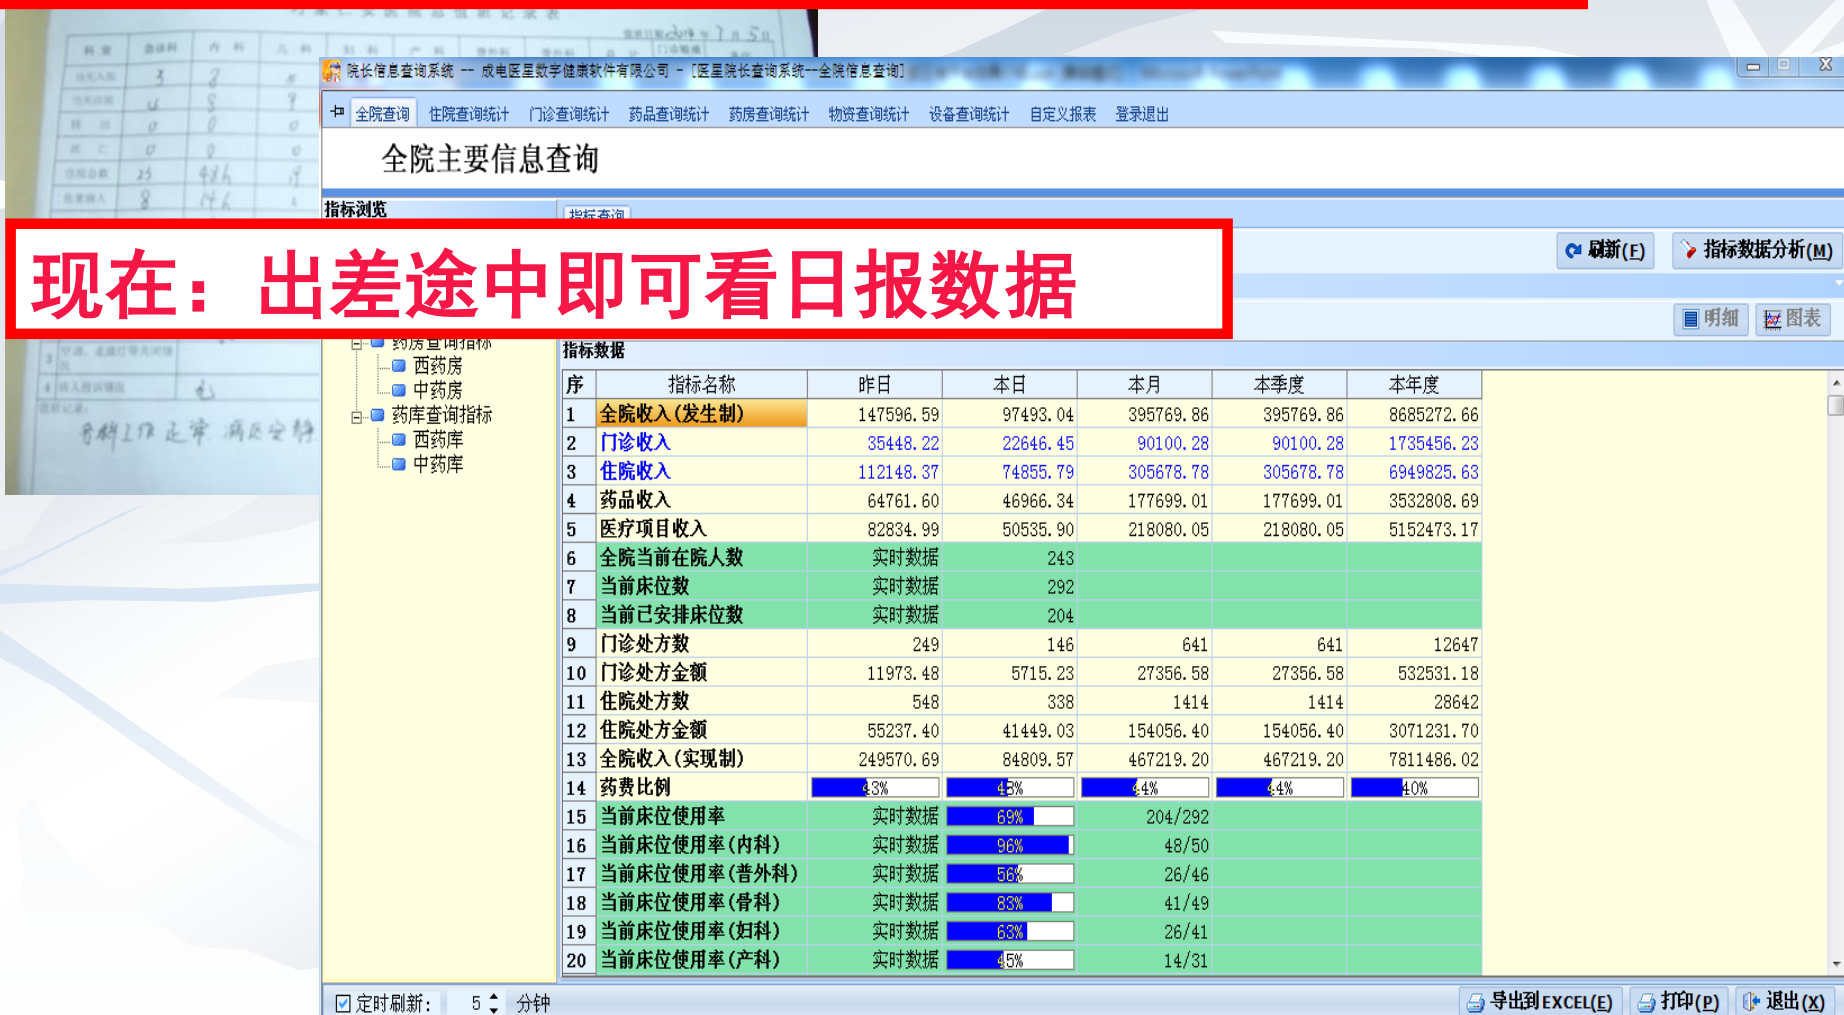 科 室 急诊科 内 科 儿 科 妇 科 产 科
3
院长信息查询系统 -- 成电医星数字健康软件有限公司 - [医星院长查询系统--全院信息查询]
全院查询 住院查询统计 门诊查询统计 药品查询统计 药房查询统计 物资查询统计 设备查询统计 自定义报表 登录退出
全院主要信息查询
指标浏览
指标查询
刷新(F) 指标数据分析(M)
现在：出差途中即可看日报数据
明细 图表
药房查询指标
西药房
中药房
药库查询指标
西药库
中药库
指标数据
序 指标名称 昨日 本日 本月 本季度 本年度
1 全院收入(发生制) 147596.59 97493.04 395769.86 395769.86 8685272.66
2 门诊收入 35448.22 22646.45 90100.28 90100.28 1735456.23
3 住院收入 112148.37 74855.79 305678.78 305678.78 6949825.63
4 药品收入 64761.60 46966.34 177699.01 177699.01 3532808.69
5 医疗项目收入 82834.99 50535.90 218080.05 218080.05 5152473.17
6 全院当前在院人数 实时数据 243
7 当前床位数 实时数据 292
8 当前已安排床位数 实时数据 204
9 门诊处方数 249 146 641 641 12647
10 门诊处方金额 11973.48 5715.23 27356.58 27356.58 532531.18
11 住院处方数 548 338 1414 1414 28642
12 住院处方金额 55237.40 41449.03 154056.40 154056.40 3071231.70
13 全院收入(实现制) 249570.69 84809.57 467219.20 467219.20 7811486.02
14 药费比例 43% 48% 44% 44% 40%
15 当前床位使用率 实时数据 69% 204/292
16 当前床位使用率(内科) 实时数据 96% 48/50
17 当前床位使用率(普外科) 实时数据 56% 26/46
18 当前床位使用率(骨科) 实时数据 83% 41/49
19 当前床位使用率(妇科) 实时数据 63% 26/41
20 当前床位使用率(产科) 实时数据 45% 14/31
定时刷新: 5 分钟
导出到EXCEL(E) 打印(P) 退出(X)